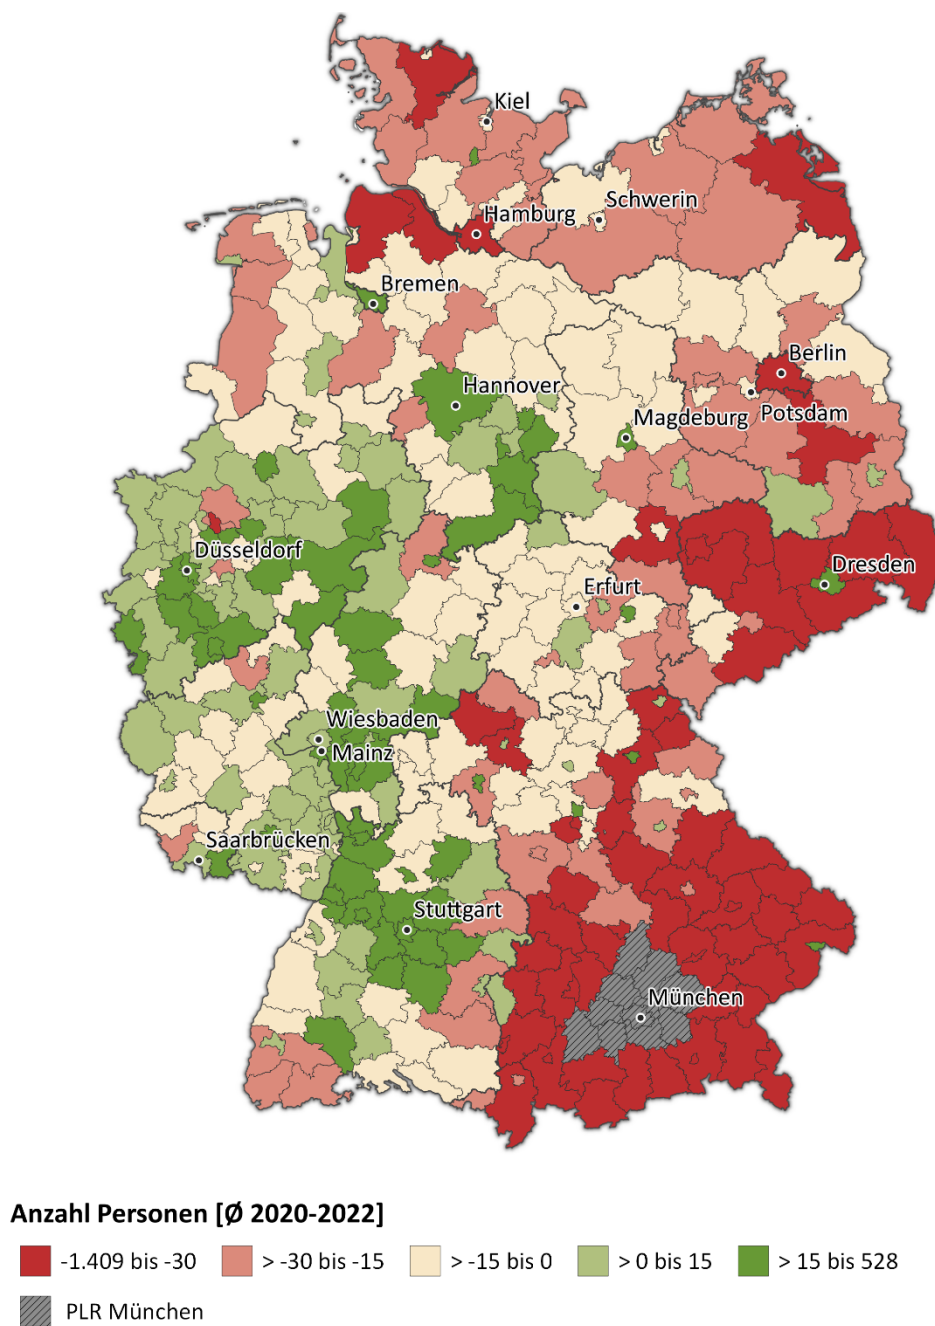 Kiel
Hamburg
Schwerin
Bremen
Berlin
Hannover
Potsdam
Magdeburg
Düsseldorf
Dresden
Erfurt
Wiesbaden
Mainz
Saarbrücken
Stuttgart
München
Anzahl Personen [Ø 2020-2022]
-1.409 bis -30 > -30 bis -15 > -15 bis 0 > 0 bis 15 > 15 bis 528
PLR München